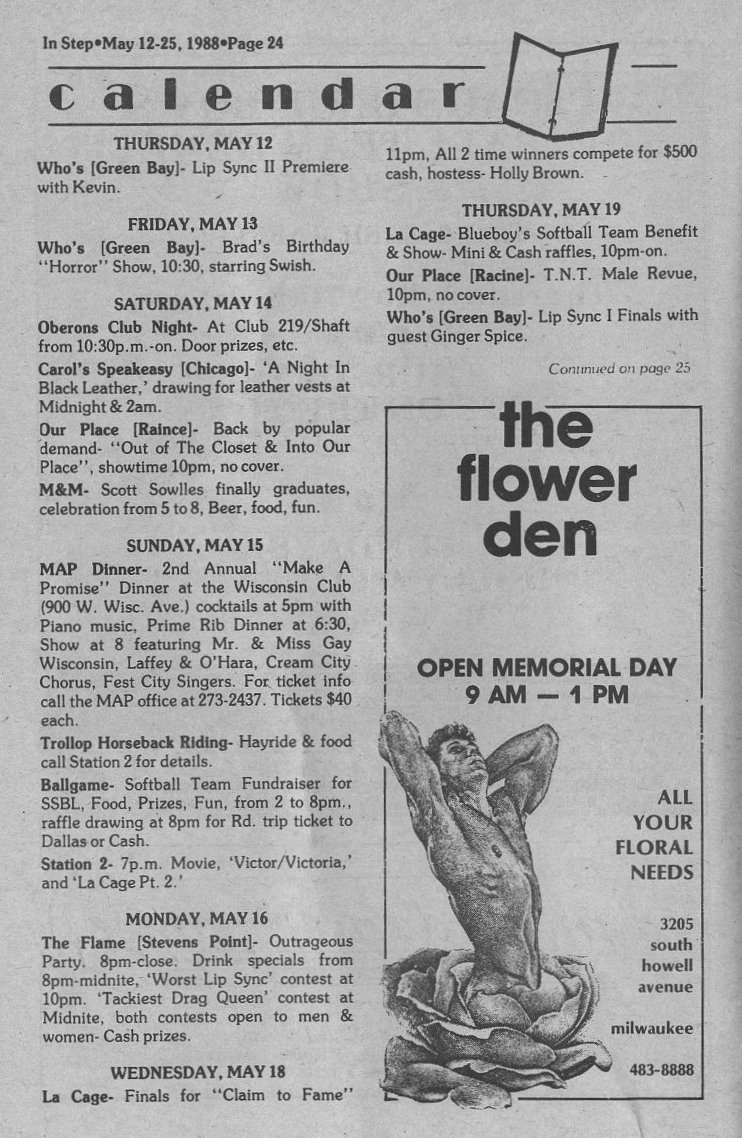 In Step•May 12-25, 1988•Page 24
calendar
THURSDAY, MAY 12
Who's [Green Bay]- Lip Sync II Premiere
with Kevin.
FRIDAY, MAY 13
Who's [Green Bay]- Brad's Birthday
"Horror" Show, 10:30, starring Swish.
SATURDAY, MAY 14
Oberons Club Night- At Club 219/Shaft
from 10:30p.m.-on. Door prizes, etc.
Carol's Speakeasy [Chicago]- 'A Night In
Black Leather,' drawing for leather vests at
Midnight & 2am.
Our Place [Raince]- Back by popular
demand- "Out of The Closet & Into Our
Place", showtime 10pm, no cover.
M&M- Scott Sowlles finally graduates,
celebration from 5 to 8, Beer, food, fun.
SUNDAY, MAY 15
MAP Dinner- 2nd Annual "Make A
Promise" Dinner at the Wisconsin Club
(900 W. Wisc. Ave.) cocktails at 5pm with
Piano music, Prime Rib Dinner at 6:30,
Show at 8 featuring Mr. & Miss Gay
Wisconsin, Laffey & O'Hara, Cream City
Chorus, Fest City Singers. For ticket info
call the MAP office at 273-2437. Tickets $40
each.
Trollop Horseback Riding- Hayride & food
call Station 2 for details.
Ballgame- Softball Team Fundraiser for
SSBL, Food, Prizes, Fun, from 2 to 8pm.,
raffle drawing at 8pm for Rd. trip ticket to
Dallas or Cash.
Station 2- 7p.m. Movie, 'Victor/Victoria,'
and 'La Cage Pt. 2.'
MONDAY, MAY 16
The Flame [Stevens Point]- Outrageous
Party. 8pm-close. Drink specials from
8pm-midnite, 'Worst Lip Sync' contest at
10pm. 'Tackiest Drag Queen' contest at
Midnite, both contests open to men &
women- Cash prizes.
WEDNESDAY, MAY 18
La Cage- Finals for "Claim to Fame"
11pm, All 2 time winners compete for $500
cash, hostess- Holly Brown.
THURSDAY, MAY 19
La Cage- Blueboy's Softball Team Benefit
& Show- Mini & Cash raffles, 10pm-on.
Our Place [Racine]- T.N.T. Male Revue,
10pm, no cover.
Who's [Green Bay]- Lip Sync I Finals with
guest Ginger Spice.
Continued on page 25
the
flower
den
OPEN MEMORIAL DAY
9 AM — 1 PM
ALL
YOUR
FLORAL
NEEDS
3205
south
howell
avenue
milwaukee
483-8888